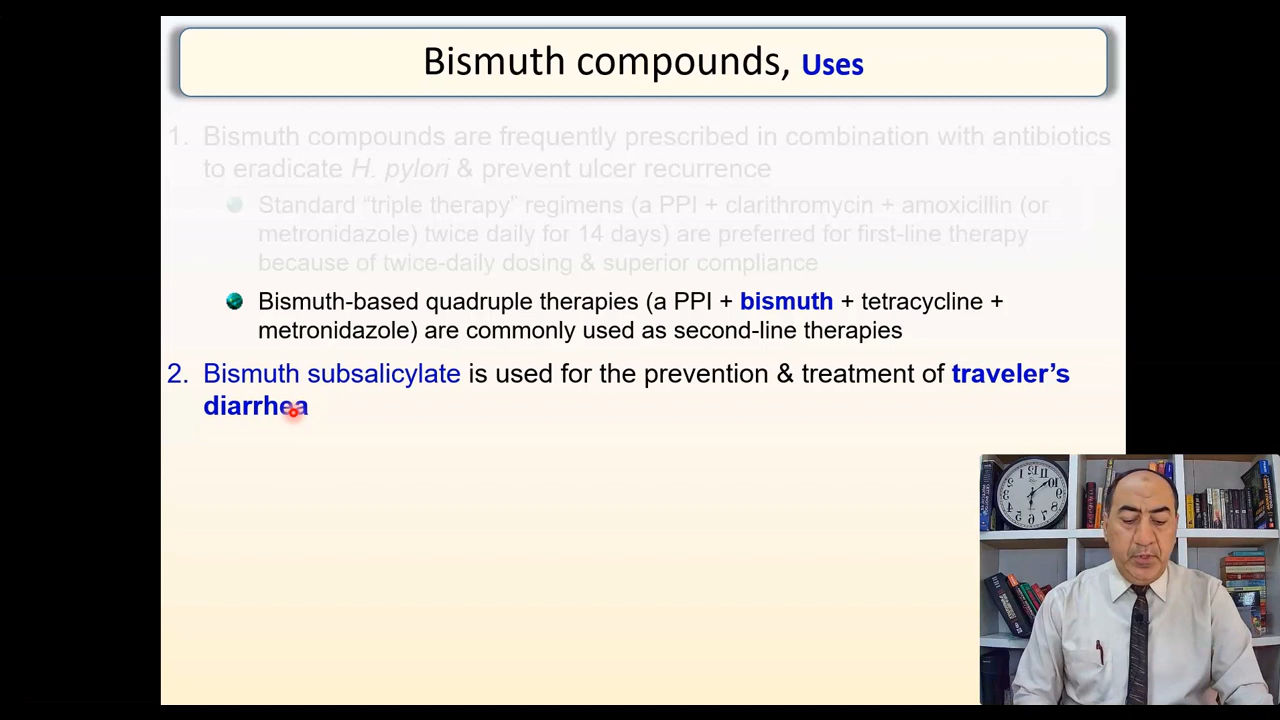 Bismuth compounds, Uses
1. Bismuth compounds are frequently prescribed in combination with antibiotics
to eradicate H. pylori & prevent ulcer recurrence
Standard “triple therapy” regimens (a PPI + clarithromycin + amoxicillin (or
metronidazole) twice daily for 14 days) are preferred for first-line therapy
because of twice-daily dosing & superior compliance
Bismuth-based quadruple therapies (a PPI + bismuth + tetracycline +
metronidazole) are commonly used as second-line therapies
2. Bismuth subsalicylate is used for the prevention & treatment of traveler’s
diarrhea